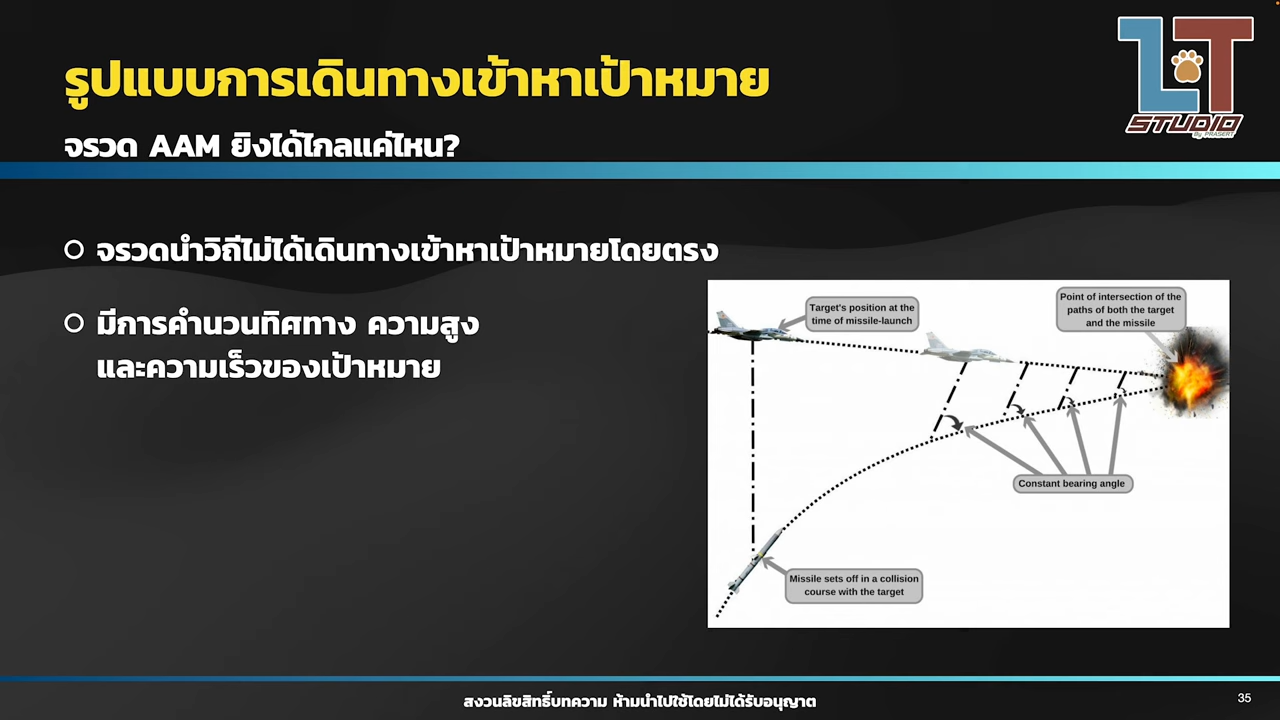 รูปแบบการเดินทางเข้าหาเป้าหมาย
LT
STUDIO
By PRASERT
จรวด AAM ยิงได้ไกลแค่ไหน?
จรวดนำวิถีไม่ได้เดินทางเข้าหาเป้าหมายโดยตรง
มีการคำนวนทิศทาง ความสูง
และความเร็วของเป้าหมาย
Target's position at the
time of missile-launch
Point of intersection of the
paths of both the target
and the missile
Constant bearing angle
Missile sets off in a collision
course with the target
สงวนลิขสิทธิ์บทความ ห้ามนำไปใช้โดยไม่ได้รับอนุญาต
35